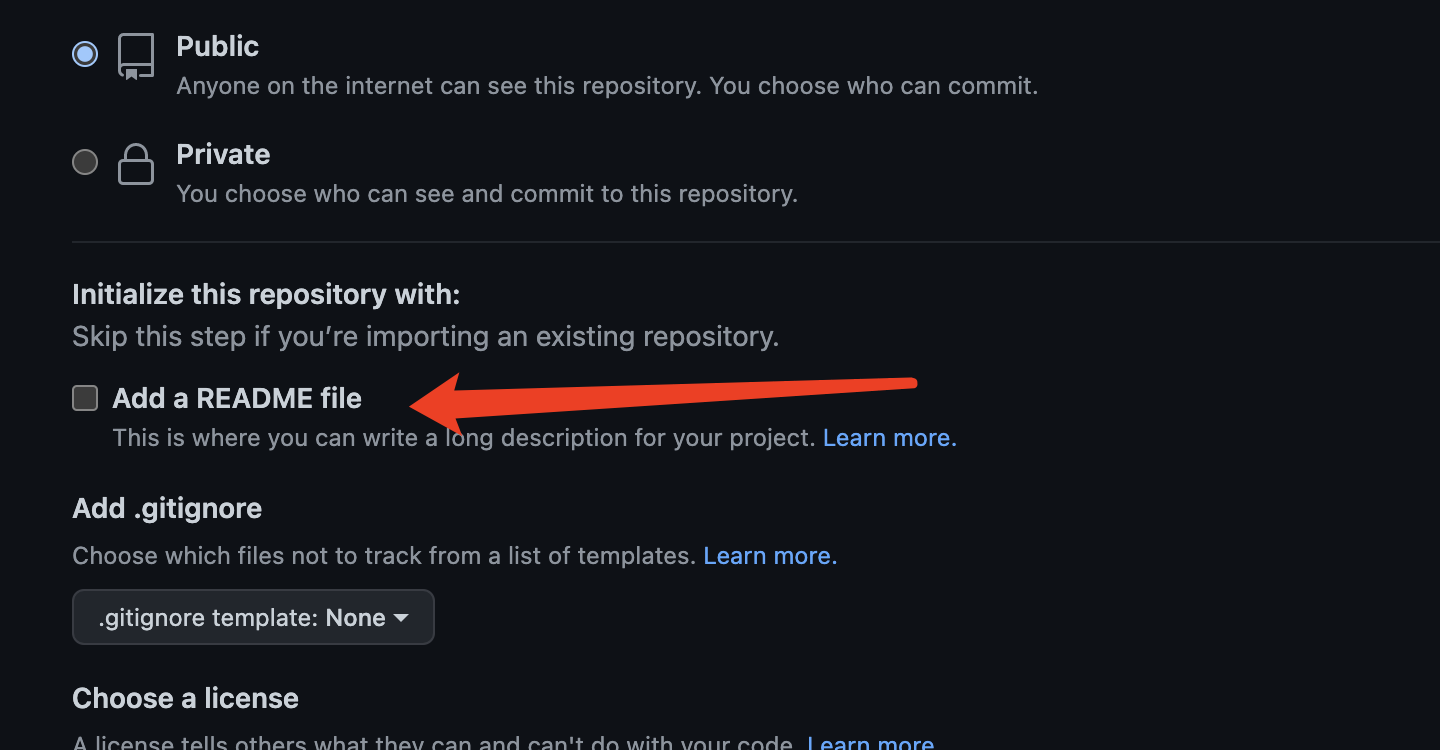 Public
Anyone on the internet can see this repository. You choose who can commit.
Private
You choose who can see and commit to this repository.
Initialize this repository with:
Skip this step if you’re importing an existing repository.
Add a README file
This is where you can write a long description for your project. Learn more.
Add .gitignore
Choose which files not to track from a list of templates. Learn more.
.gitignore template: None
Choose a license
A license tells others what they can and can't do with your code. Learn more.